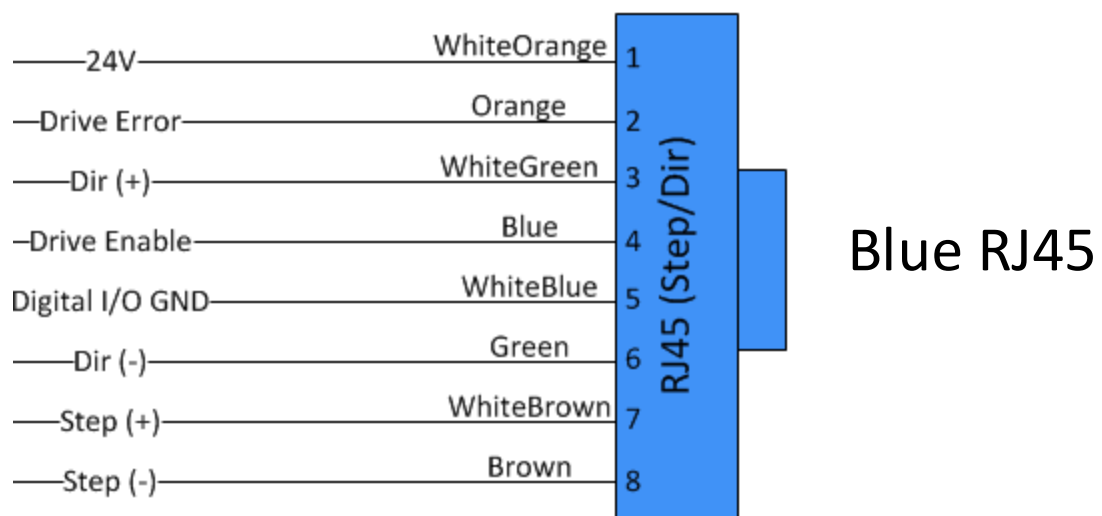 24V WhiteOrange 1
Drive Error Orange 2
Dir (+) WhiteGreen 3
Drive Enable Blue 4
Digital I/O GND WhiteBlue 5
Dir (-) Green 6
Step (+) WhiteBrown 7
Step (-) Brown 8
RJ45 (Step/Dir)
Blue RJ45